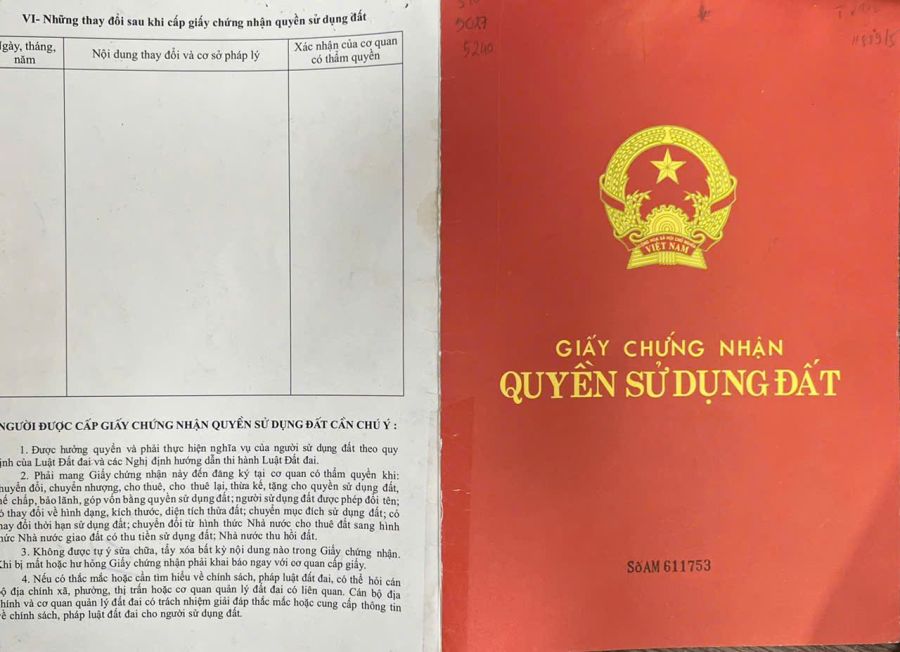 VI- Những thay đổi sau khi cấp giấy chứng nhận quyền sử dụng đất
Ngày, tháng, năm
Nội dung thay đổi và cơ sở pháp lý
Xác nhận của cơ quan có thẩm quyền
NGƯỜI ĐƯỢC CẤP GIẤY CHỨNG NHẬN QUYỀN SỬ DỤNG ĐẤT CẦN CHÚ Ý :
1. Được hưởng quyền và phải thực hiện nghĩa vụ của người sử dụng đất theo quy
định của Luật Đất đai và các Nghị định hướng dẫn thi hành Luật Đất đai.
2. Phải mang Giấy chứng nhận này đến đăng ký tại cơ quan có thẩm quyền khi:
chuyển đổi, chuyển nhượng, cho thuê, cho thuê lại, thừa kế, tặng cho quyền sử dụng đất,
thế chấp, bảo lãnh, góp vốn bằng quyền sử dụng đất; người sử dụng đất được phép đổi tên;
có thay đổi về hình dạng, kích thước, diện tích thửa đất; chuyển mục đích sử dụng đất; có
thay đổi thời hạn sử dụng đất; chuyển đổi từ hình thức Nhà nước cho thuê đất sang hình
thức Nhà nước giao đất có thu tiền sử dụng đất; Nhà nước thu hồi đất.
3. Không được tự ý sửa chữa, tẩy xóa bất kỳ nội dung nào trong Giấy chứng nhận.
Khi bị mất hoặc hư hỏng Giấy chứng nhận phải khai báo ngay với cơ quan cấp giấy.
4. Nếu có thắc mắc hoặc cần tìm hiểu về chính sách, pháp luật đất đai, có thể hỏi cán
bộ địa chính xã, phường, thị trấn hoặc cơ quan quản lý đất đai có liên quan. Cán bộ địa
chính và cơ quan quản lý đất đai có trách nhiệm giải đáp thắc mắc hoặc cung cấp thông tin
về chính sách, pháp luật đất đai cho người sử dụng đất.
5027
5240
CỘNG HÒA XÃ HỘI CHỦ NGHĨA
VIỆT NAM
GIẤY CHỨNG NHẬN
QUYỀN SỬ DỤNG ĐẤT
Số AM 611753